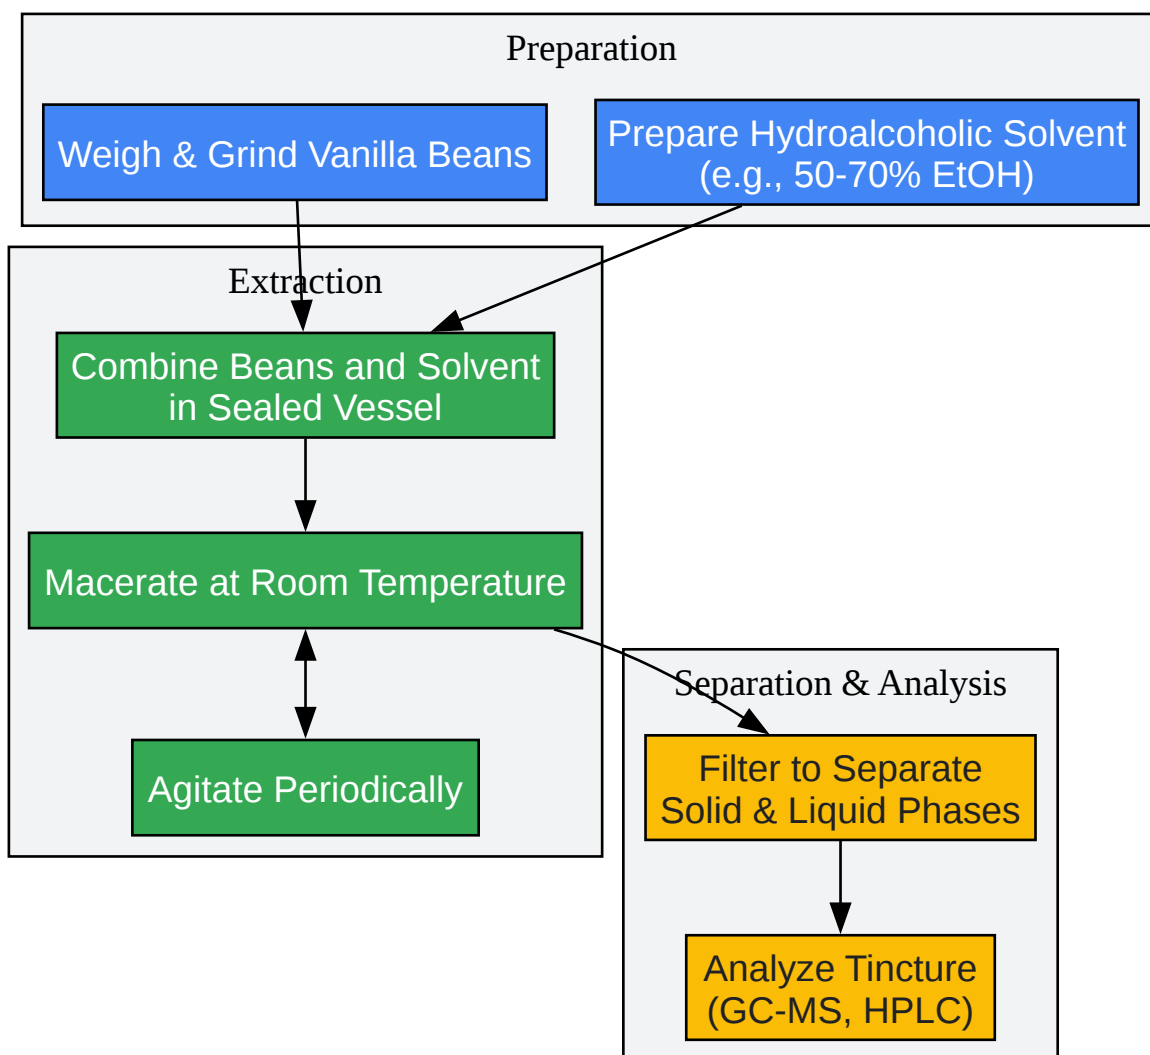 Preparation
Weigh & Grind Vanilla Beans
Prepare Hydroalcoholic Solvent
(e.g., 50-70% EtOH)
Extraction
Combine Beans and Solvent
in Sealed Vessel
Macerate at Room Temperature
Agitate Periodically
Separation & Analysis
Filter to Separate
Solid & Liquid Phases
Analyze Tincture
(GC-MS, HPLC)